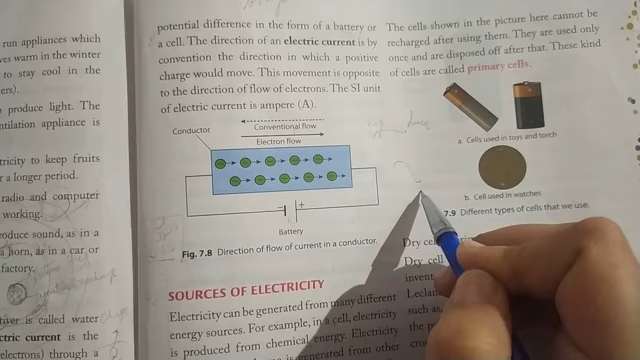 run appliances which
ves warm in the winter
to stay cool in the
ers).
produce light. The
ntilation appliance is
tricity to keep fruits
r a longer period.
radio and computer
working.
roduce sound, as in a
a horn, as in a car or
factory.
tiver is called water
ctric current is the
electrons) through a
potential difference in the form of a battery or
a cell. The direction of an electric current is by
convention the direction in which a positive
charge would move. This movement is opposite
to the direction of flow of electrons. The SI unit
of electric current is ampere (A).
Conductor
Conventional flow
Electron flow
− +
Battery
Fig. 7.8 Direction of flow of current in a conductor.
SOURCES OF ELECTRICITY
Electricity can be generated from many different
energy sources. For example, in a cell, electricity
is produced from chemical energy. Electricity
is generated from other
The cells shown in the picture here cannot be
recharged after using them. They are used only
once and are disposed off after that. These kind
of cells are called primary cells.
a. Cells used in toys and torch
b. Cell used in watches
7.9 Different types of cells that we use.
Dry cel
Dry cell
invent
Leclan
such as,
the p